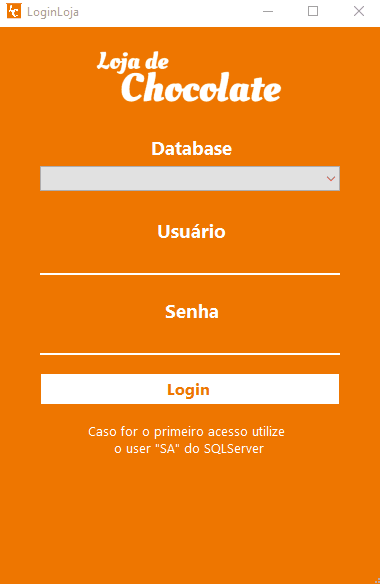 LoginLoja
Loja de
Chocolate
Database
Usuário
Senha
Login
Caso for o primeiro acesso utilize
o user "SA" do SQLServer